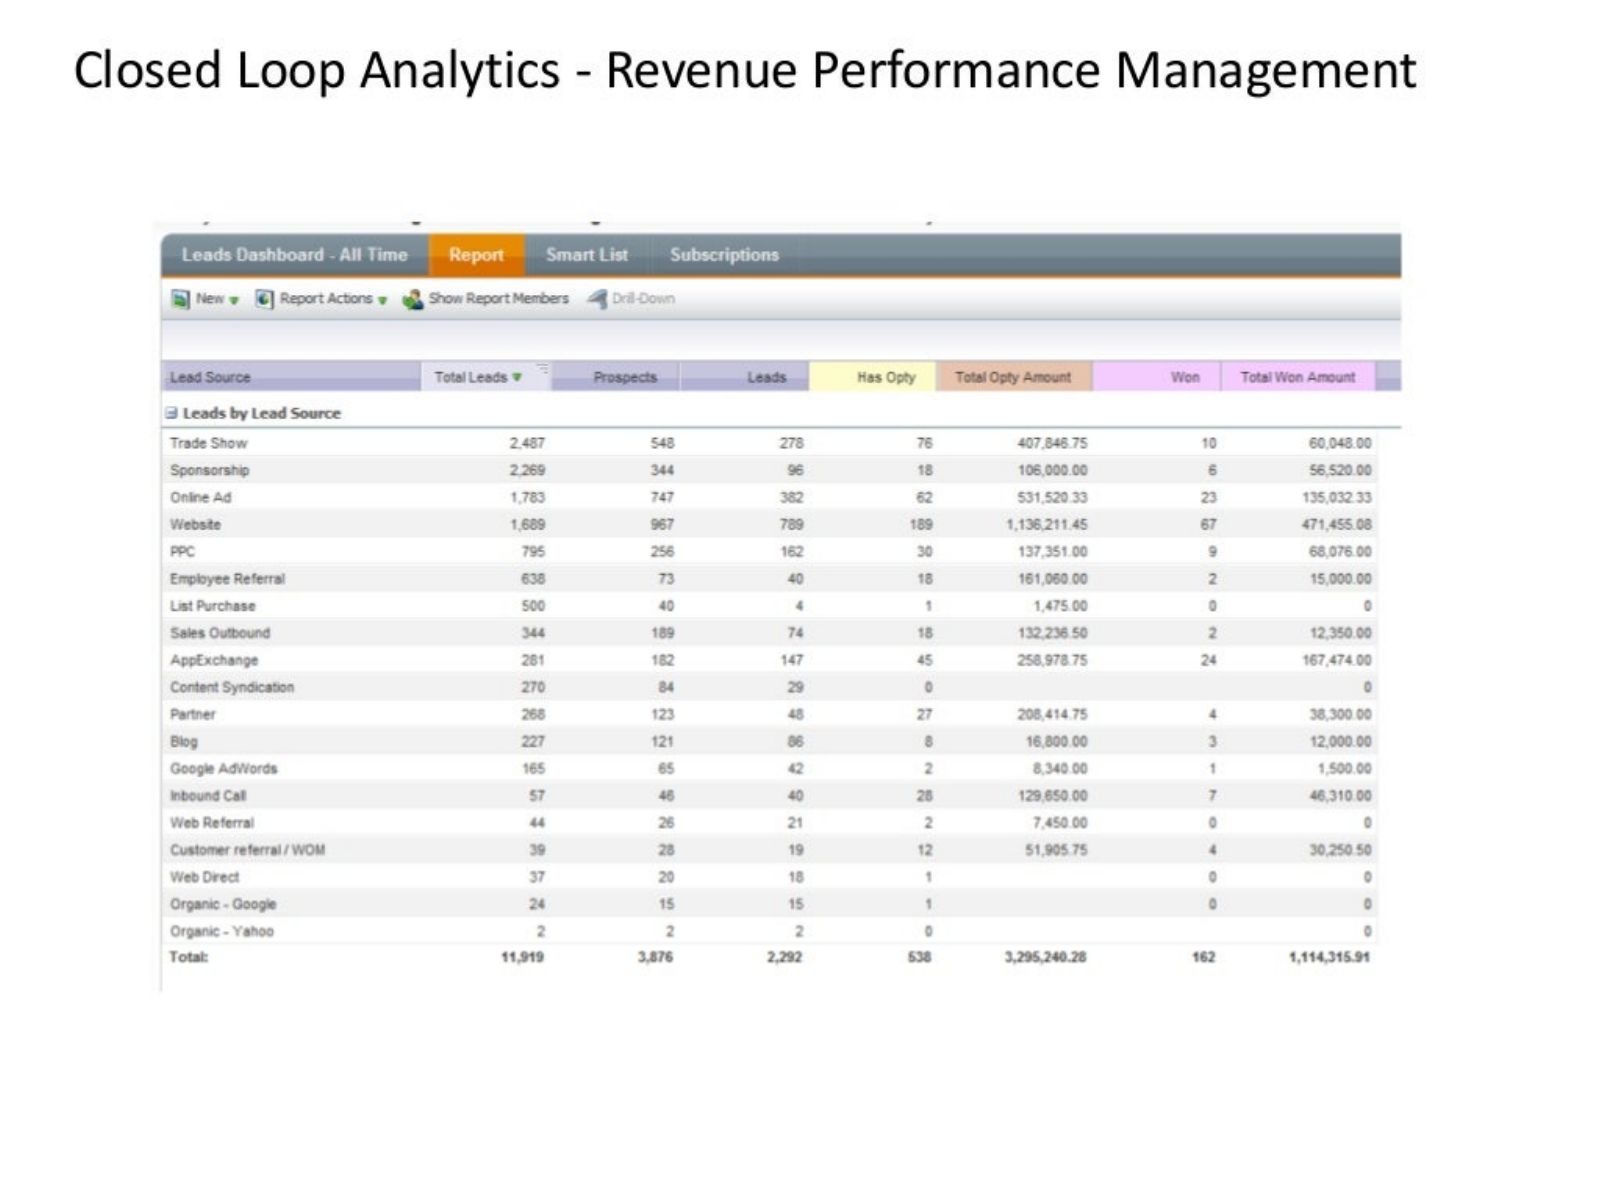 Closed Loop Analytics - Revenue Performance Management
Leads Dashboard - All Time Report Smart List Subscriptions
New Report Actions Show Report Members Drill-Down
Lead Source Total Leads Prospects Leads Has Opty Total Opty Amount Won Total Won Amount
Leads by Lead Source
Trade Show 2,487 548 278 76 407,846.75 10 60,048.00
Sponsorship 2,269 344 96 18 106,000.00 6 56,520.00
Online Ad 1,783 747 382 62 531,520.33 23 135,032.33
Website 1,689 967 789 189 1,136,211.45 67 471,455.08
PPC 795 256 162 30 137,351.00 9 68,076.00
Employee Referral 638 73 40 18 161,060.00 2 15,000.00
List Purchase 500 40 4 1 1,475.00 0 0
Sales Outbound 344 189 74 18 132,236.50 2 12,350.00
AppExchange 281 182 147 45 258,978.75 24 167,474.00
Content Syndication 270 84 29 0 0
Partner 268 123 48 27 208,414.75 4 38,300.00
Blog 227 121 86 8 16,800.00 3 12,000.00
Google AdWords 165 65 42 2 8,340.00 1 1,500.00
Inbound Call 57 46 40 28 129,650.00 7 46,310.00
Web Referral 44 26 21 2 7,450.00 0 0
Customer referral / WOM 39 28 19 12 51,905.75 4 30,250.50
Web Direct 37 20 18 1 0 0
Organic - Google 24 15 15 1 0 0
Organic - Yahoo 2 2 2 0 0
Total: 11,919 3,876 2,292 538 3,295,240.28 162 1,114,315.91